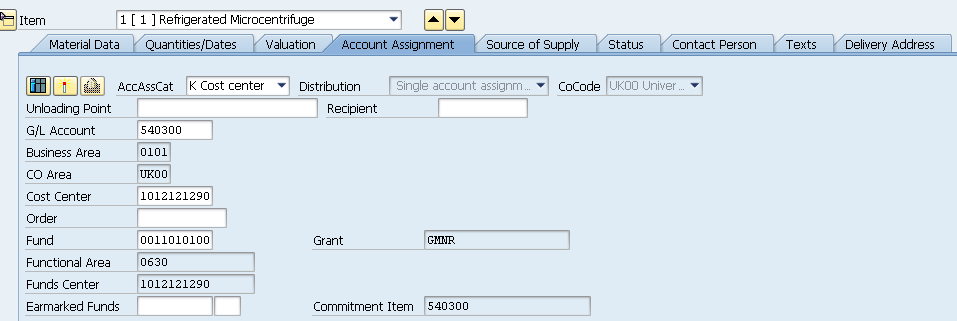 Item 1 [ 1 ] Refrigerated Microcentrifuge
Material Data Quantities/Dates Valuation Account Assignment Source of Supply Status Contact Person Texts Delivery Address
AccAssCat K Cost center Distribution Single account assignm... CoCode UK00 Univer ...
Unloading Point Recipient
G/L Account 540300
Business Area 0101
CO Area UK00
Cost Center 1012121290
Order
Fund 0011010100 Grant GMNR
Functional Area 0630
Funds Center 1012121290
Earmarked Funds Commitment Item 540300